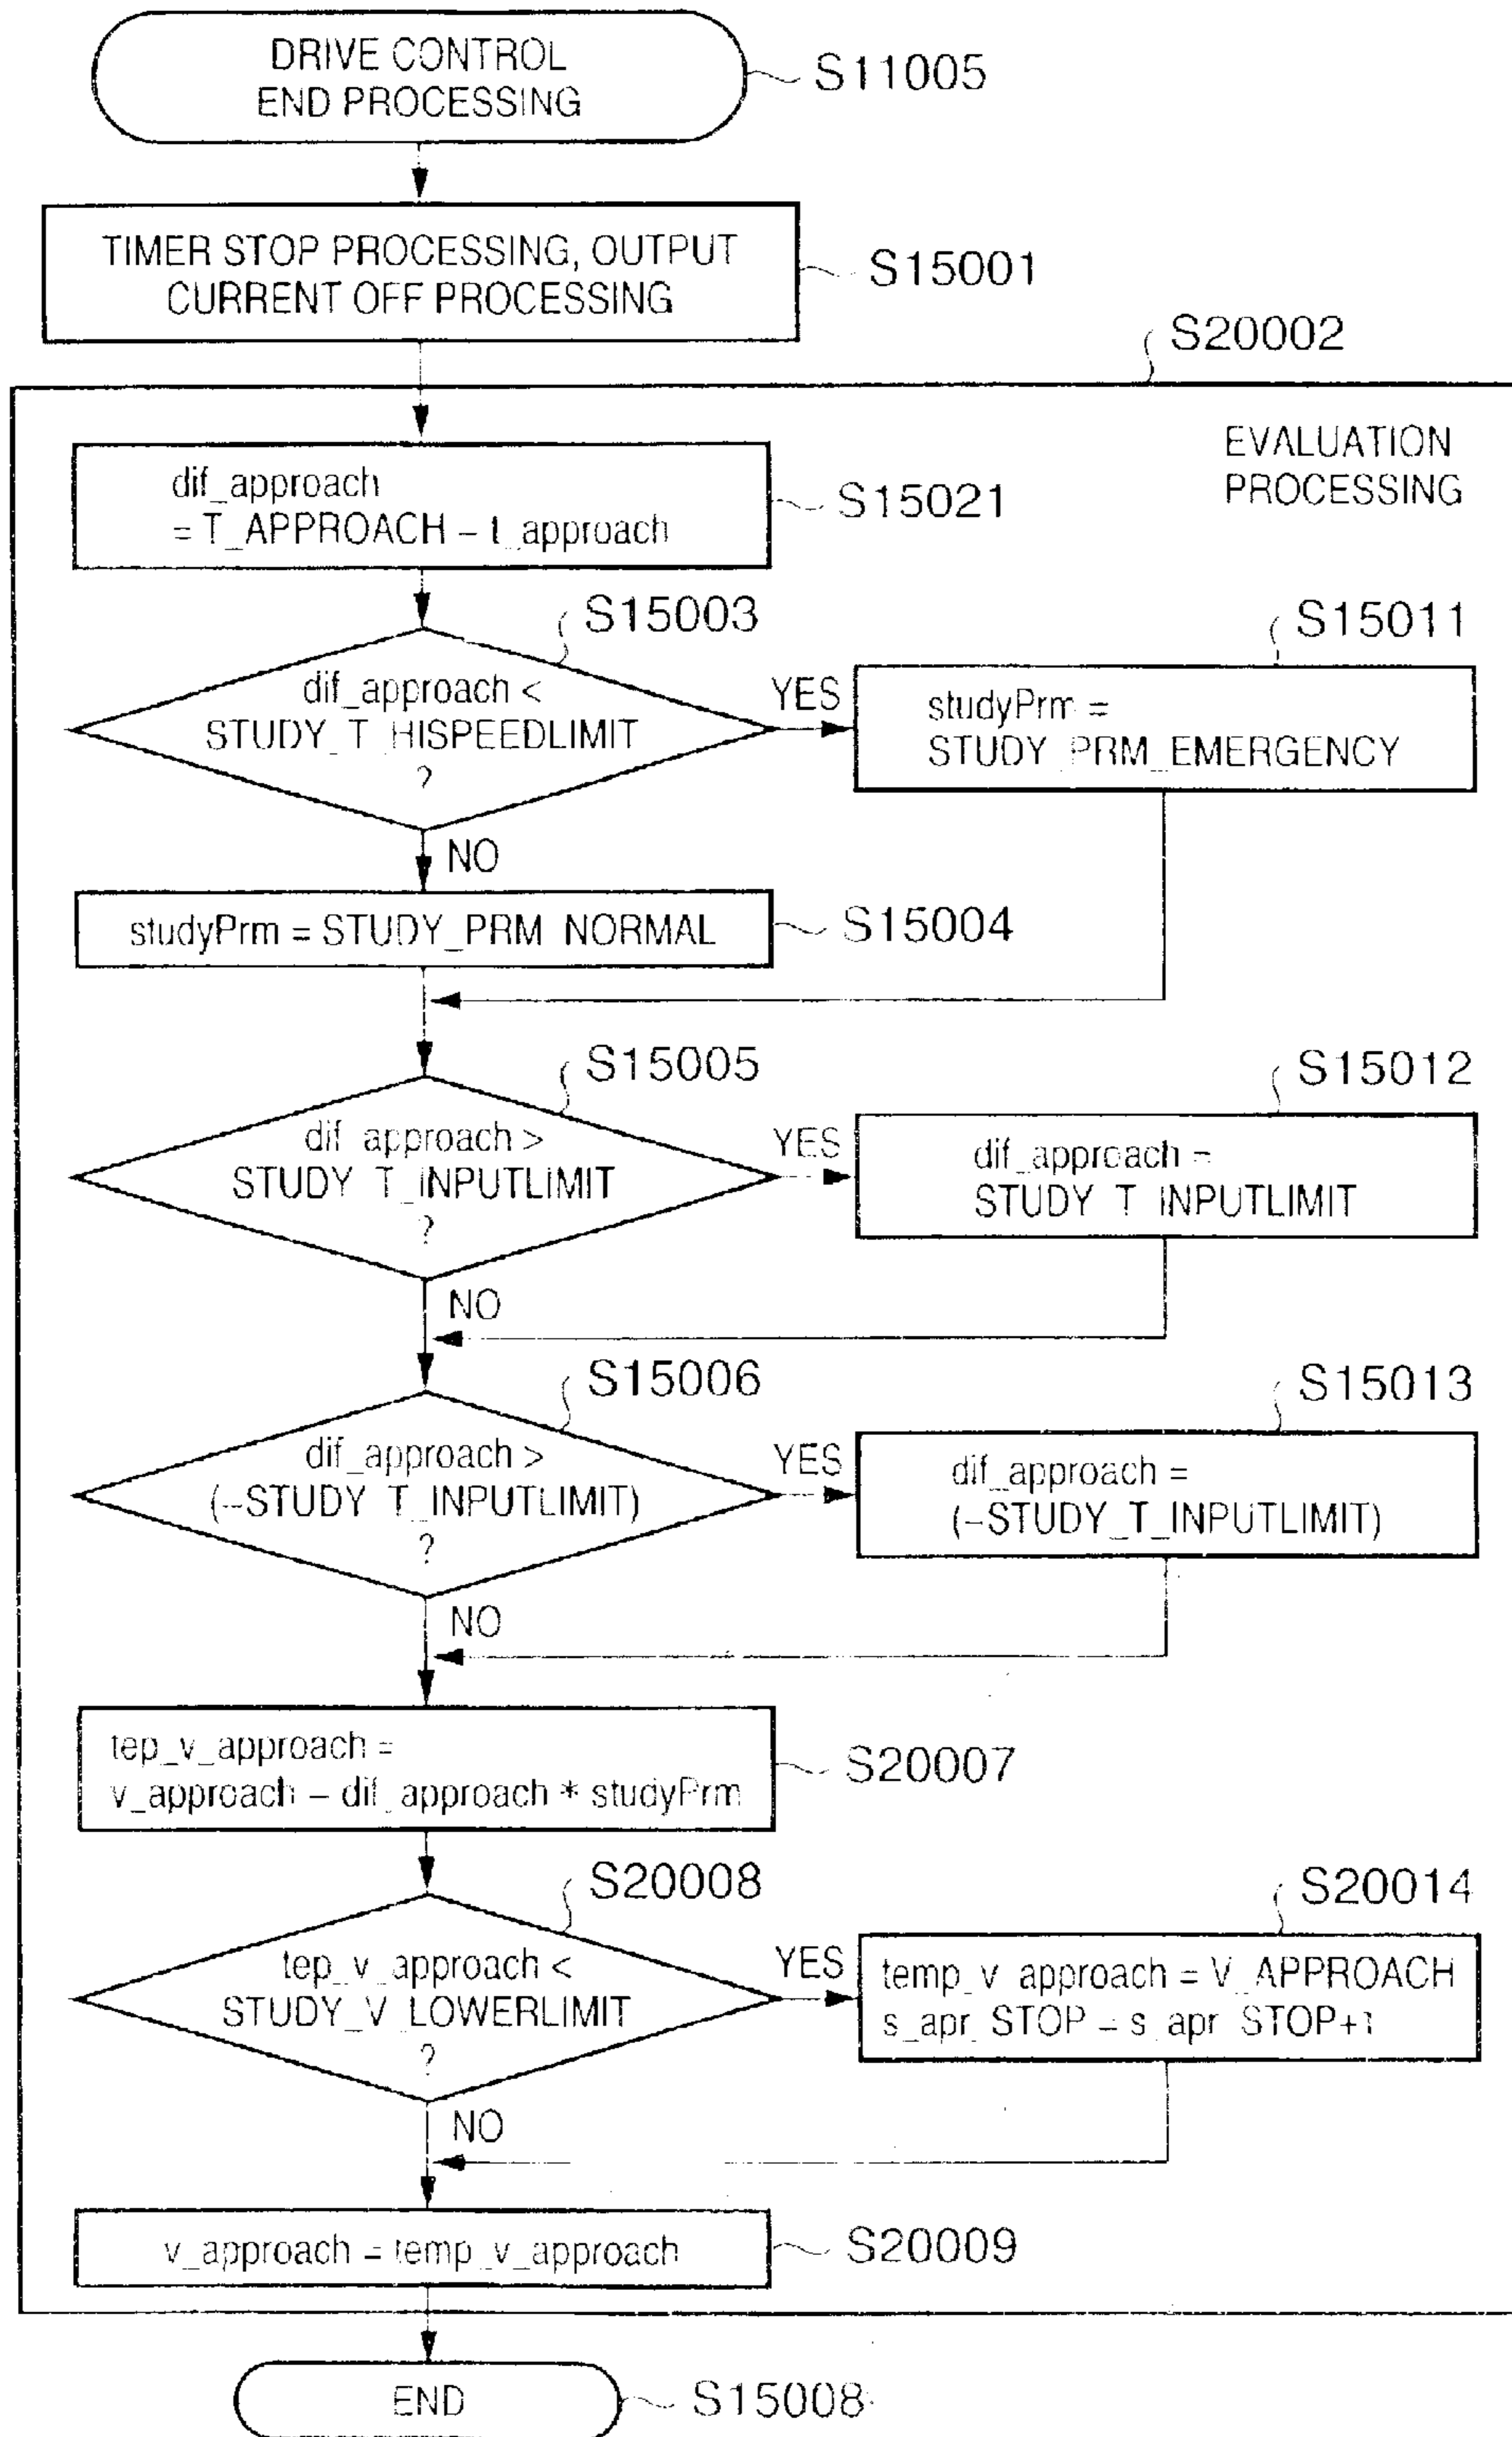 DRIVE CONTROL
END PROCESSING
S11005
TIMER STOP PROCESSING, OUTPUT
CURRENT OFF PROCESSING
S15001
S20002
EVALUATION
PROCESSING
dif_approach
= T_APPROACH – t_approach
S15021
S15003
dif_approach <
STUDY_T_HISPEEDLIMIT
?
YES
S15011
studyPrm =
STUDY_PRM_EMERGENCY
NO
studyPrm = STUDY_PRM_NORMAL
S15004
S15005
dif_approach >
STUDY_T_INPUTLIMIT
?
YES
S15012
dif_approach =
STUDY_T_INPUTLIMIT
NO
S15006
dif_approach >
(–STUDY_T_INPUTLIMIT)
?
YES
S15013
dif_approach =
(–STUDY_T_INPUTLIMIT)
NO
tep_v_approach =
v_approach – dif_approach * studyPrm
S20007
S20008
tep_v_approach <
STUDY_V_LOWERLIMIT
?
YES
S20014
temp_v_approach = V_APPROACH
s_apr_STOP = s_apr_STOP+1
NO
v_approach = temp_v_approach
S20009
END
S15008